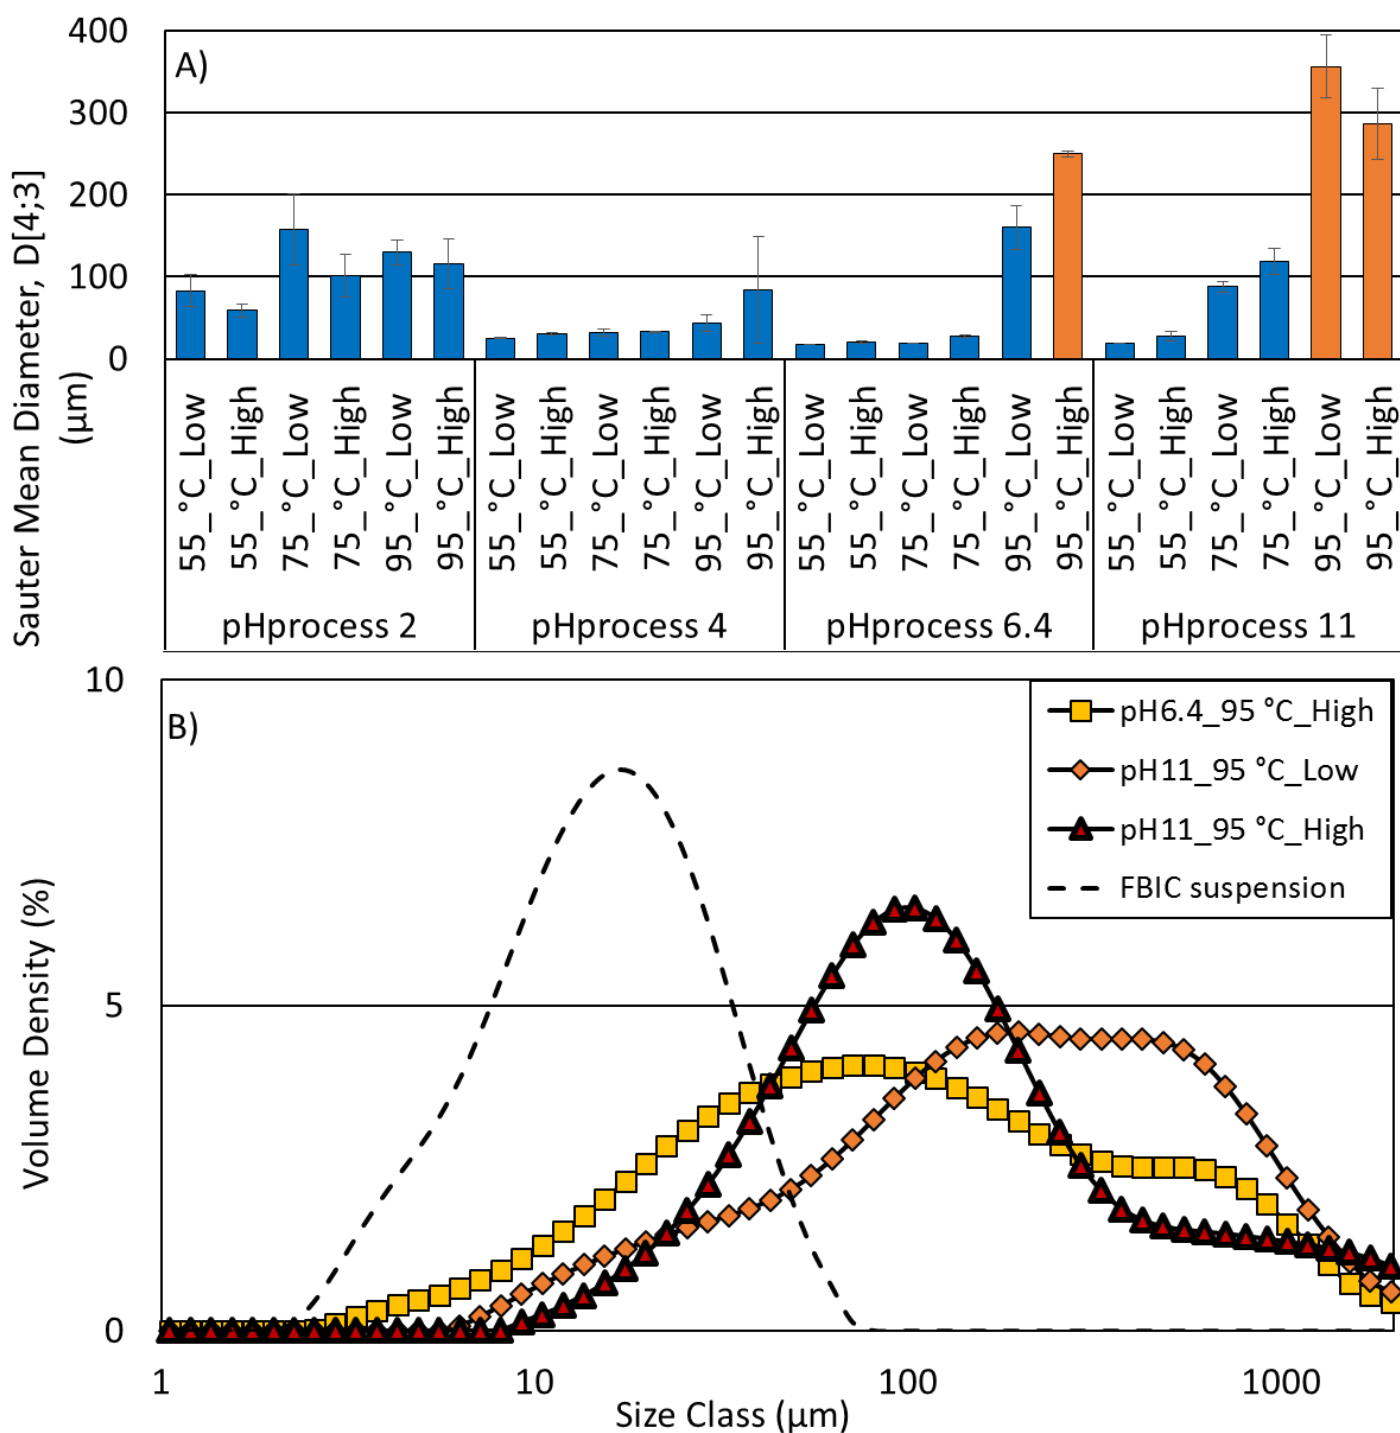 A)
Sauter Mean Diameter, D[4;3]
(µm)
400
300
200
100
0
55_°C_Low
55_°C_High
75_°C_Low
75_°C_High
95_°C_Low
95_°C_High
55_°C_Low
55_°C_High
75_°C_Low
75_°C_High
95_°C_Low
95_°C_High
55_°C_Low
55_°C_High
75_°C_Low
75_°C_High
95_°C_Low
95_°C_High
55_°C_Low
55_°C_High
75_°C_Low
75_°C_High
95_°C_Low
95_°C_High
pHprocess 2
pHprocess 4
pHprocess 6.4
pHprocess 11
B)
Volume Density (%)
10
5
0
pH6.4_95 °C_High
pH11_95 °C_Low
pH11_95 °C_High
FBIC suspension
1
10
100
1000
Size Class (µm)